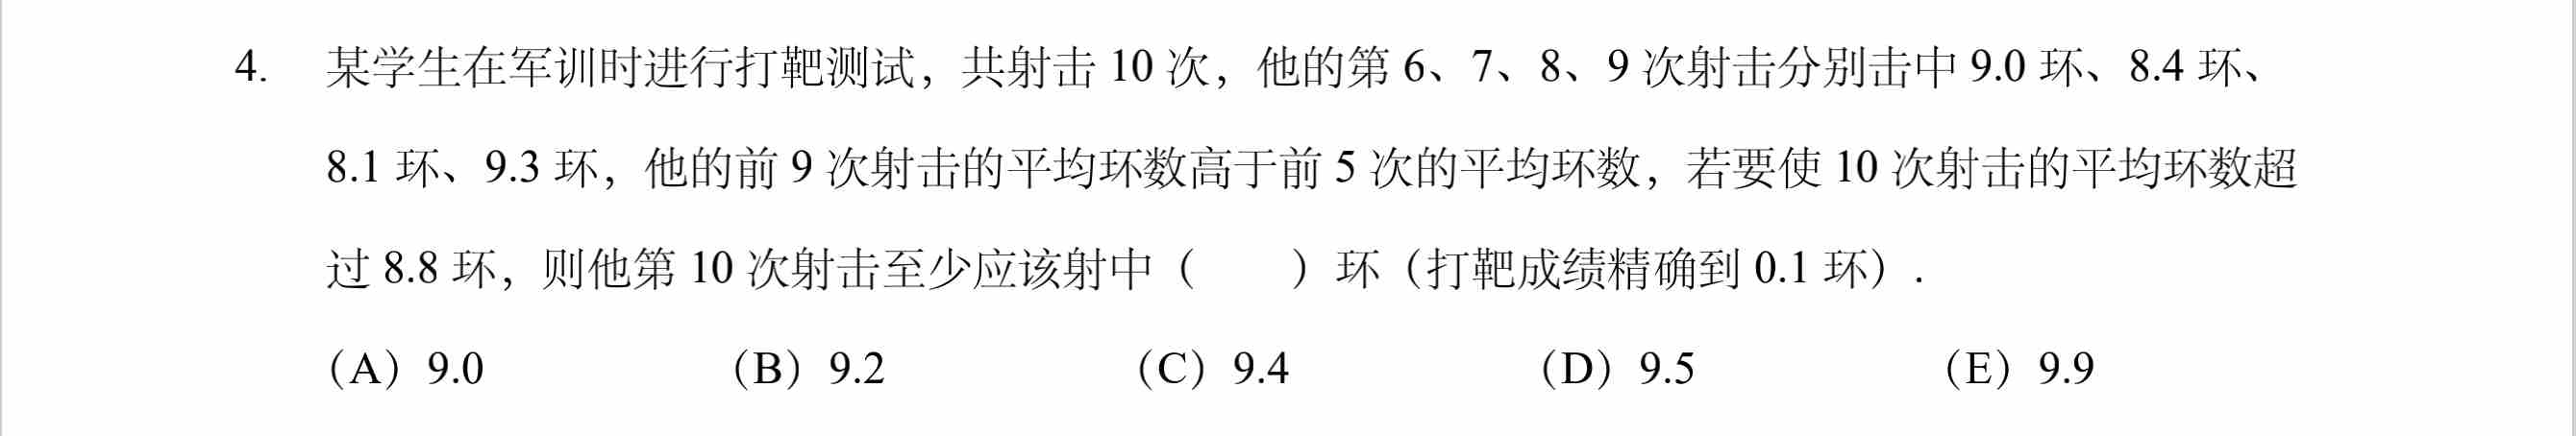 4. 某学生在军训时进行打靶测试，共射击 10 次，他的第 6、7、8、9 次射击分别击中 9.0 环、8.4 环、
8.1 环、9.3 环，他的前 9 次射击的平均环数高于前 5 次的平均环数，若要使 10 次射击的平均环数超
过 8.8 环，则他第 10 次射击至少应该射中（　　）环（打靶成绩精确到 0.1 环）.
（A）9.0 （B）9.2 （C）9.4 （D）9.5 （E）9.9